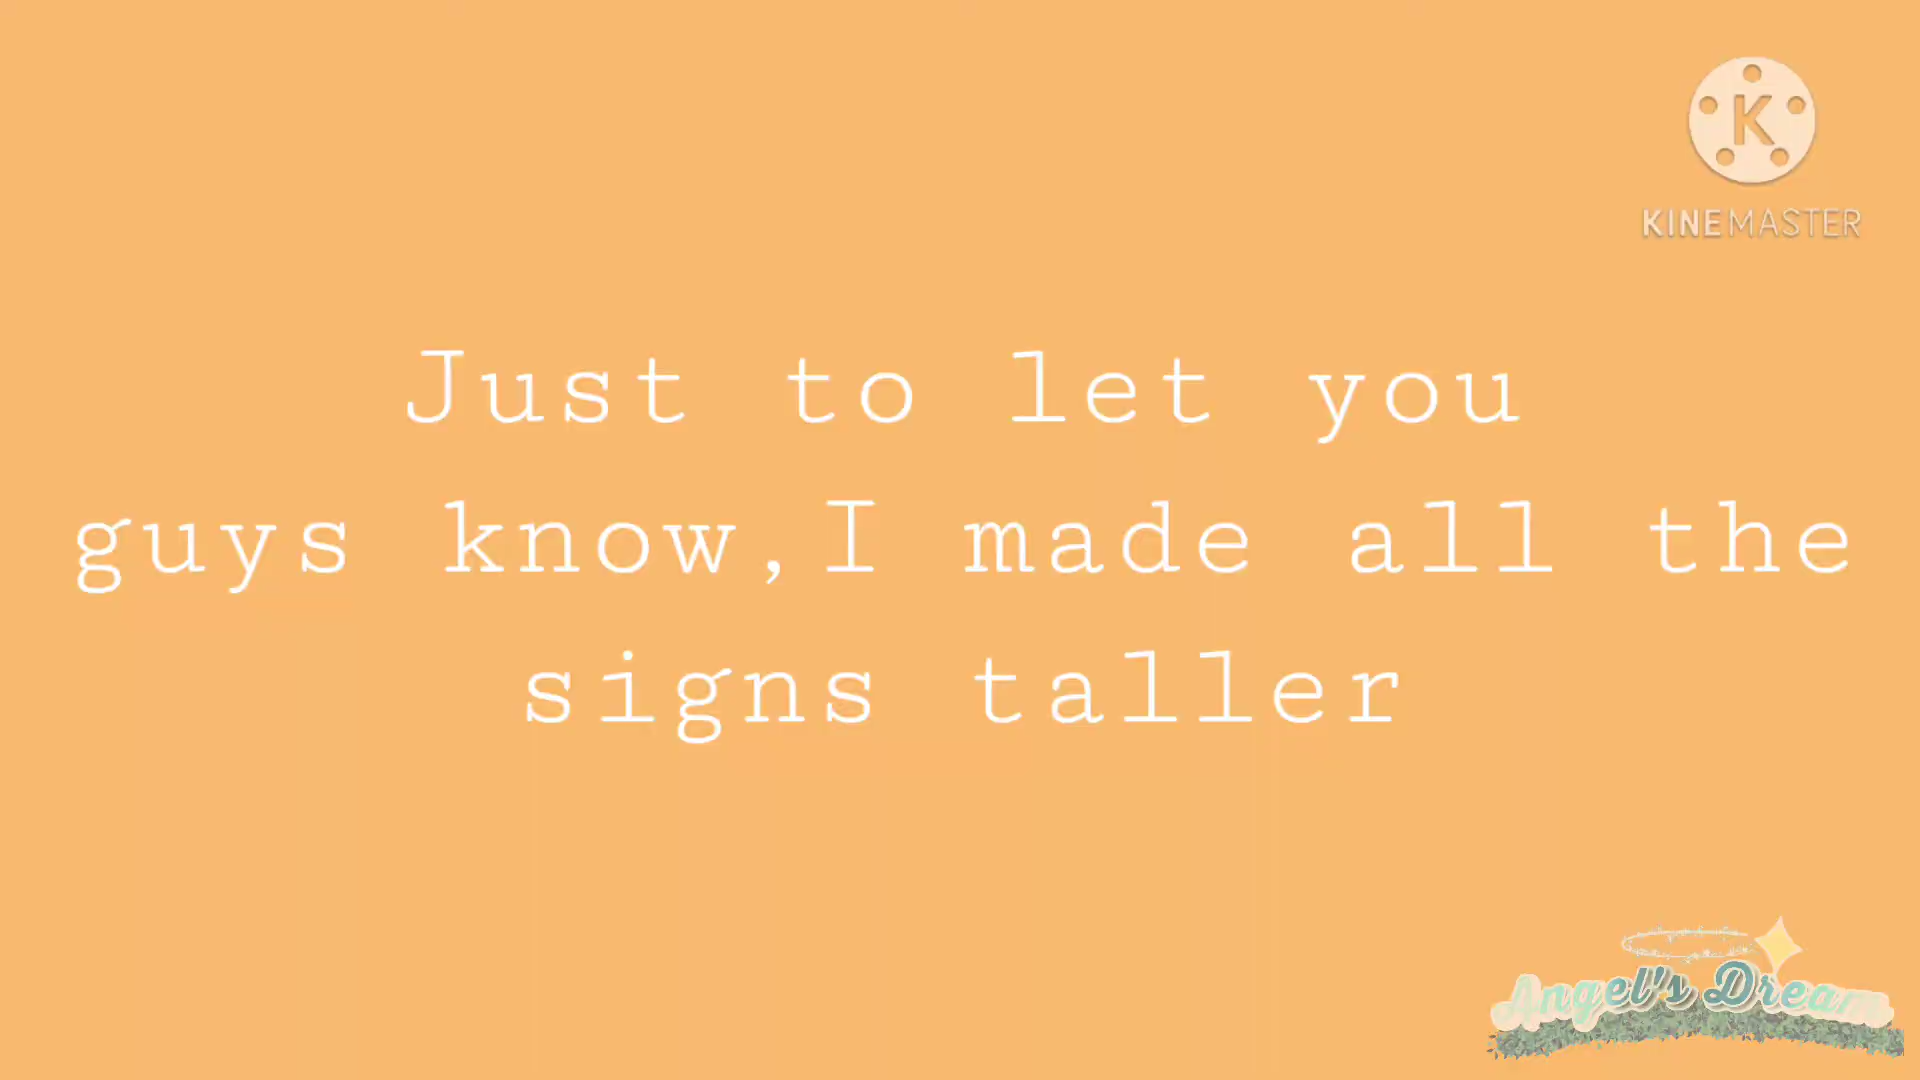 K
KINEMASTER
Just to let you
guys know,I made all the
signs taller
Angel's Dream